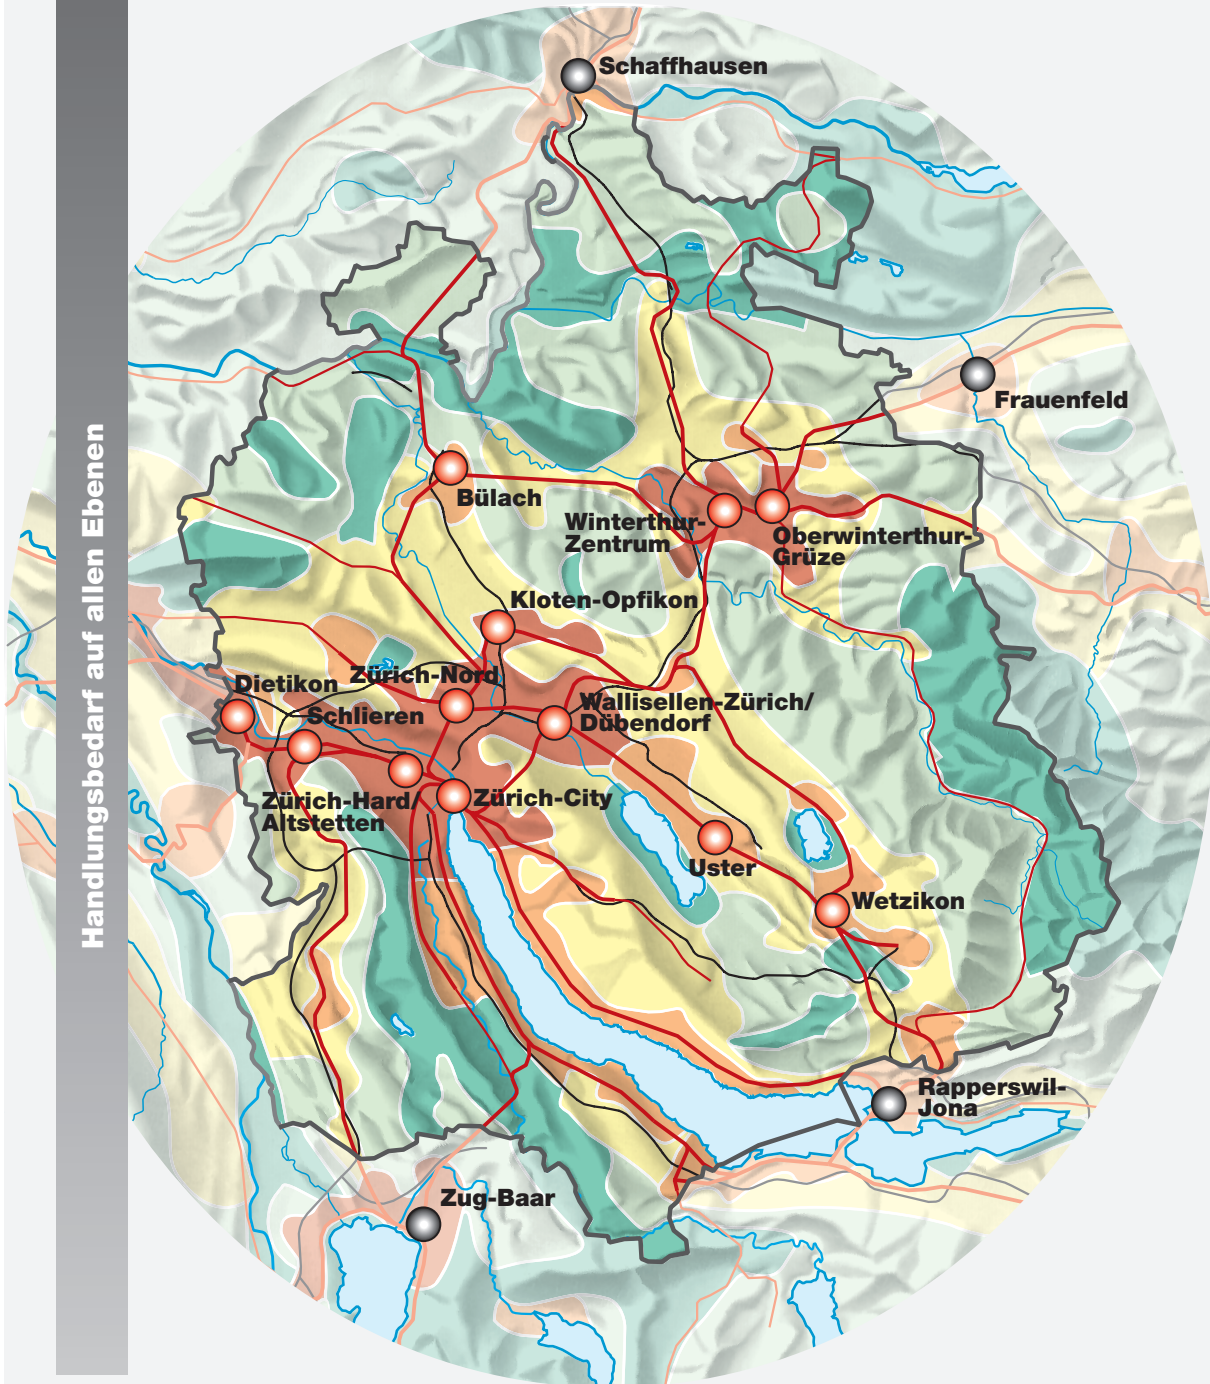 Handlungsbedarf auf allen Ebenen
Schaffhausen
Frauenfeld
Bülach
Winterthur-
Zentrum
Oberwinterthur-
Grüze
Kloten-Opfikon
Zürich-Nord
Dietikon
Schlieren
Wallisellen-Zürich/
Dübendorf
Zürich-Hard/
Altstetten
Zürich-City
Uster
Wetzikon
Rapperswil-
Jona
Zug-Baar